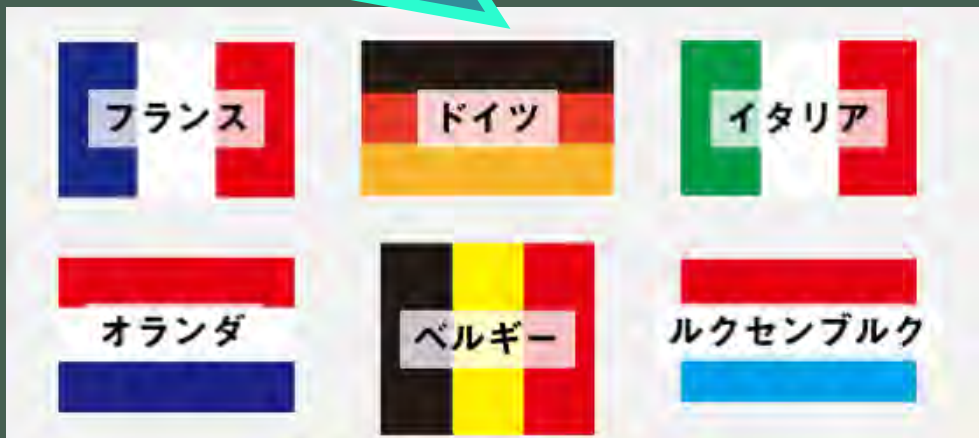 フランス
ドイツ
イタリア
オランダ
ベルギー
ルクセンブルク